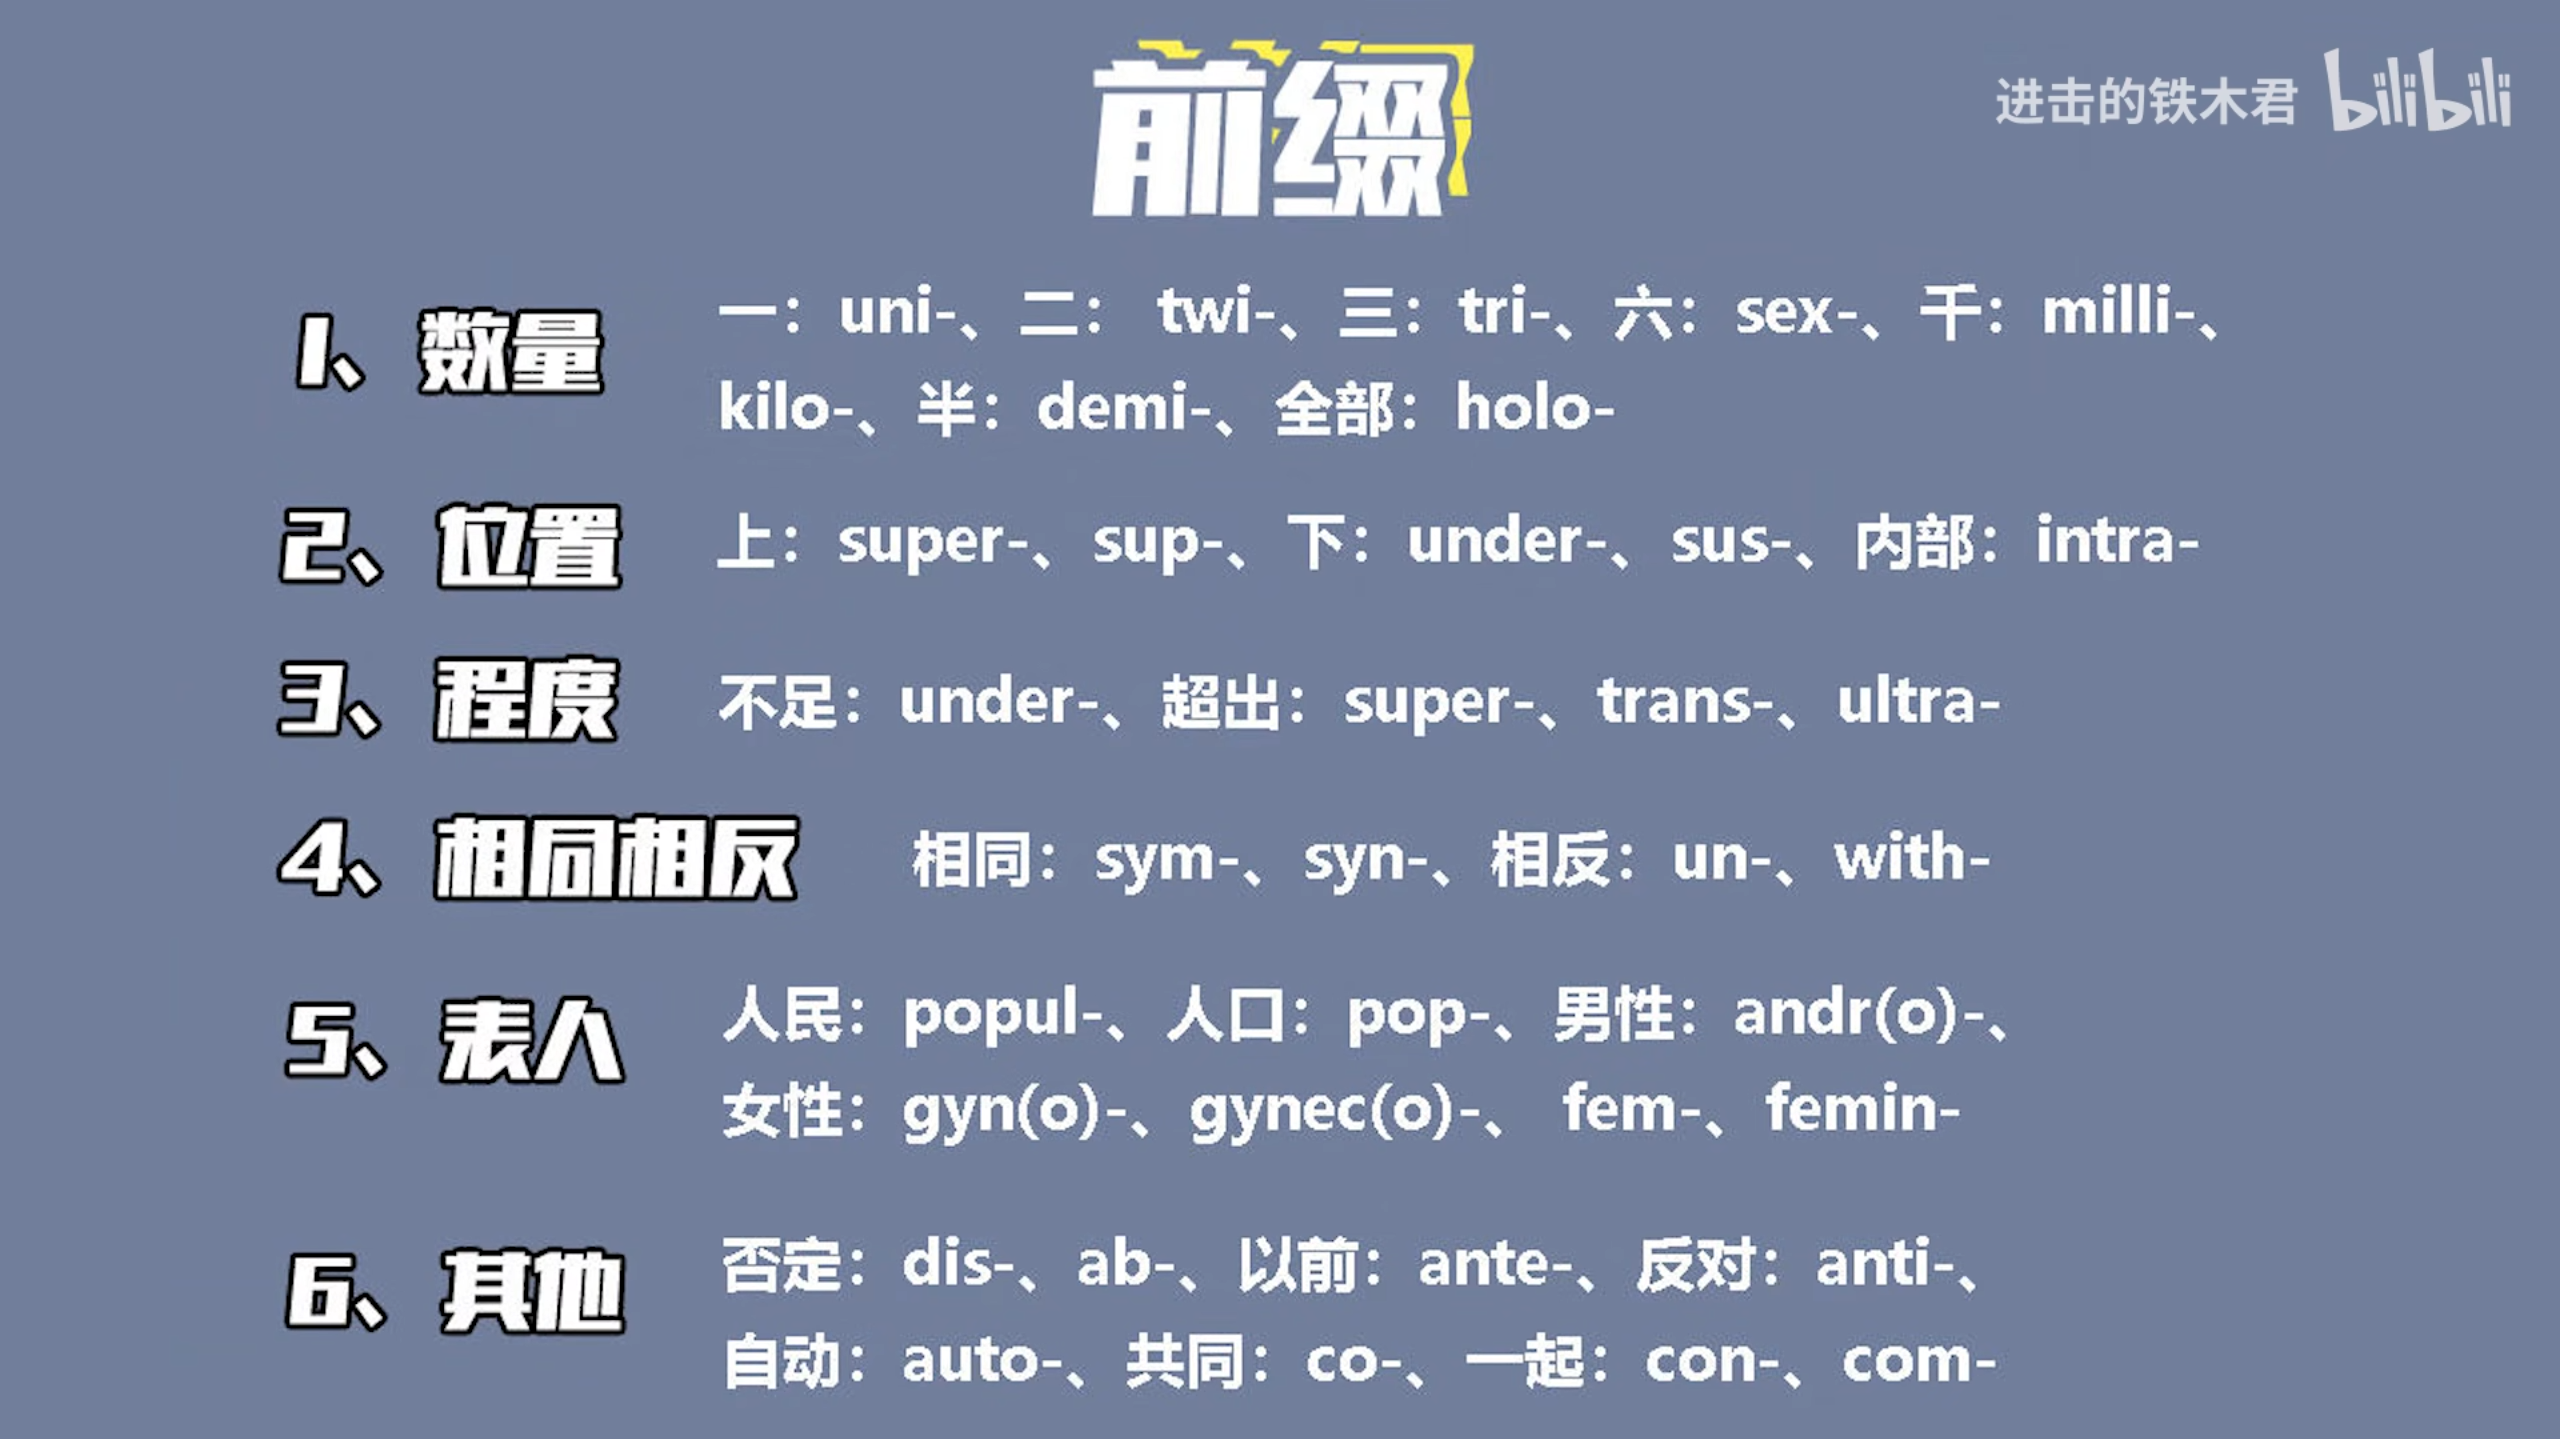 前缀
进击的铁木君 bilibili
1、数量
一：uni-、二： twi-、三：tri-、六：sex-、千：milli-、
kilo-、半：demi-、全部：holo-
2、位置
上：super-、sup-、下：under-、sus-、内部：intra-
3、程度
不足：under-、超出：super-、trans-、ultra-
4、相同相反
相同：sym-、syn-、相反：un-、with-
5、表人
人民：popul-、人口：pop-、男性：andr(o)-、
女性：gyn(o)-、gynec(o)-、 fem-、femin-
6、其他
否定：dis-、ab-、以前：ante-、反对：anti-、
自动：auto-、共同：co-、一起：con-、com-